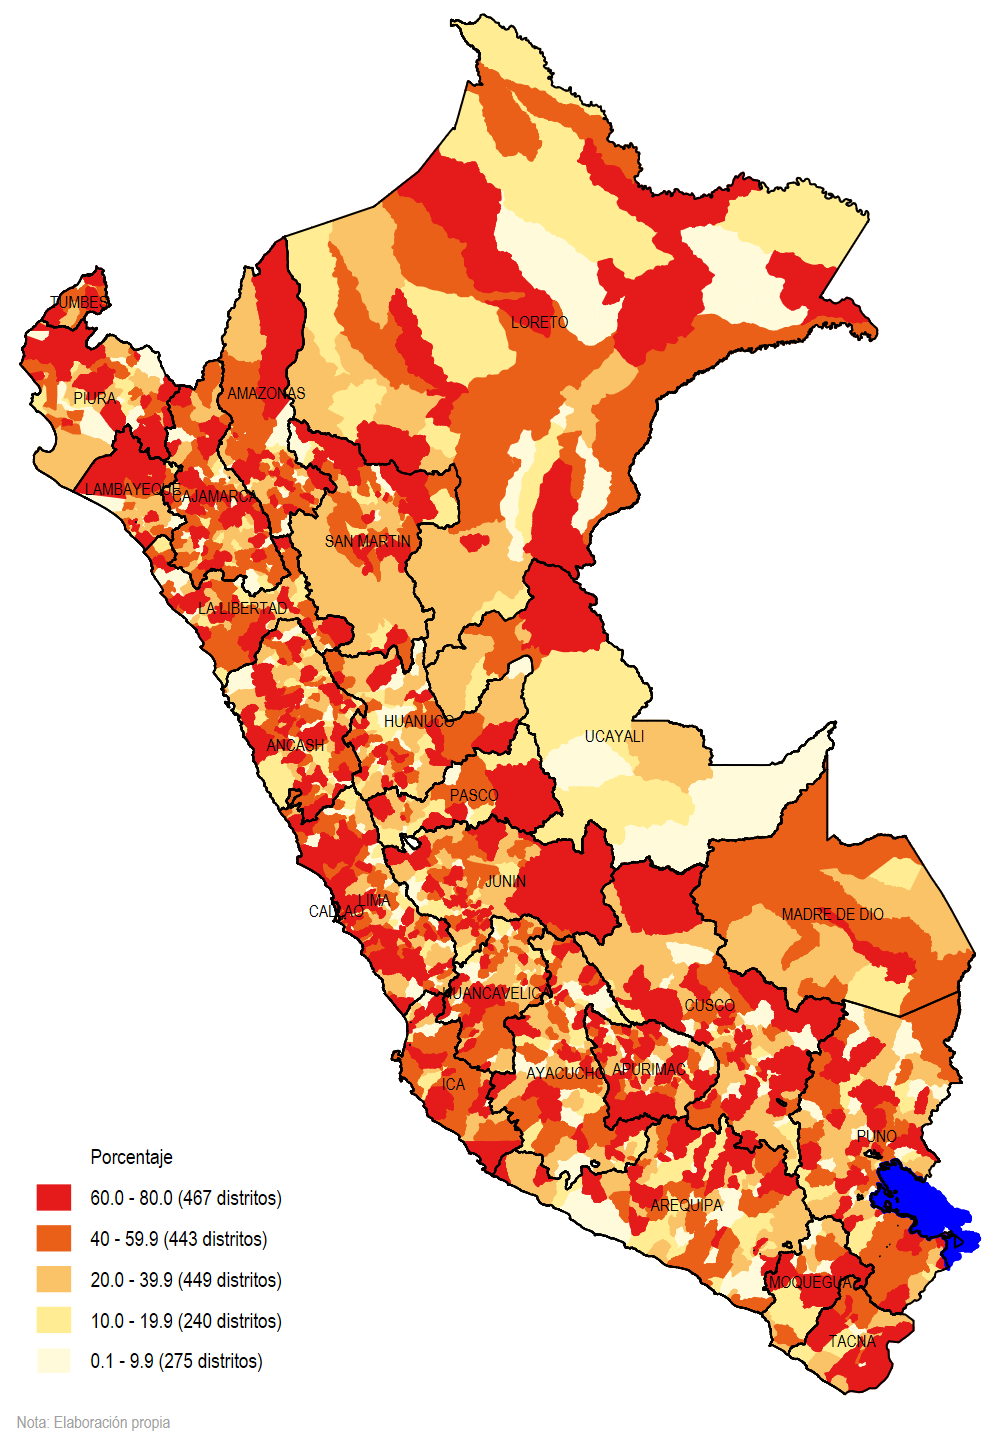 TUMBES
LORETO
PIURA
AMAZONAS
LAMBAYEQUE
CAJAMARCA
SAN MARTIN
LA LIBERTAD
HUANUCO
UCAYALI
ANCASH
PASCO
JUNIN
LIMA
CALLAO
MADRE DE DIO
HUANCAVELICA
CUSCO
AYACUCHO
APURIMAC
ICA
PUNO
AREQUIPA
MOQUEGUA
TACNA
Porcentaje
60.0 - 80.0 (467 distritos)
40 - 59.9 (443 distritos)
20.0 - 39.9 (449 distritos)
10.0 - 19.9 (240 distritos)
0.1 - 9.9 (275 distritos)
Nota: Elaboración propia